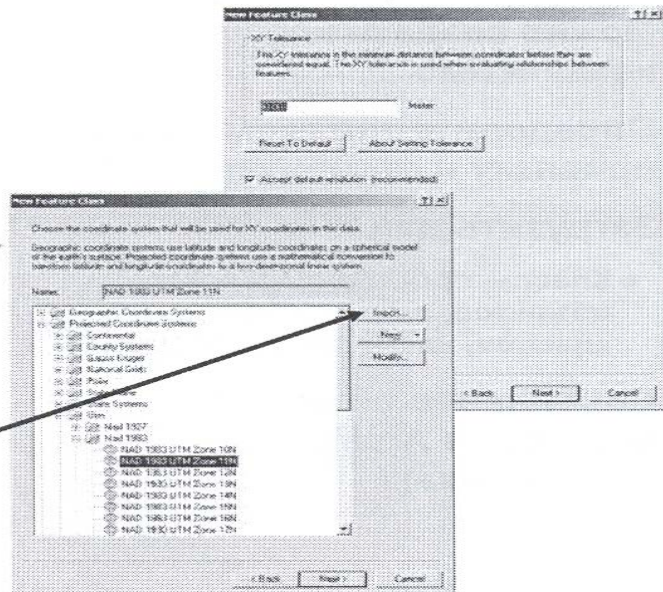 New Feature Class
XY Tolerance
The XY tolerance is the minimum distance between coordinates before they are
considered equal. The XY tolerance is used when evaluating relationships between
features.
Meter
Reset To Default
About Setting Tolerance
Accept default resolution (recommended)
< Back
Next >
Cancel
New Feature Class
Choose the coordinate system that will be used for XY coordinates in this data.
Geographic coordinate systems use latitude and longitude coordinates on a spherical model
of the earth's surface. Projected coordinate systems use a mathematical conversion to
transform latitude and longitude coordinates to a two-dimensional linear system.
Name:
NAD 1983 UTM Zone 11N
Geographic Coordinate Systems
Projected Coordinate Systems
Continental
County Systems
Gauss Kruger
National Grids
Polar
State Plane
State Systems
Utm
Nad 1927
Nad 1983
NAD 1983 UTM Zone 10N
NAD 1983 UTM Zone 11N
NAD 1983 UTM Zone 12N
NAD 1983 UTM Zone 13N
NAD 1983 UTM Zone 14N
NAD 1983 UTM Zone 15N
NAD 1983 UTM Zone 16N
NAD 1983 UTM Zone 17N
Import...
New
Modify...
< Back
Next >
Cancel